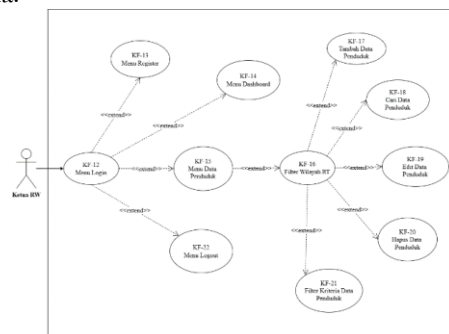 KF-13
Menu Register
KF-14
Menu Dashboard
KF-17
Tambah Data
Penduduk
KF-18
Cari Data
Penduduk
<<extend>>
<<extend>>
<<extend>>
<<extend>>
KF-12
Menu Login
<<extend>>
KF-15
Menu Data
Penduduk
<<extend>>
KF-16
Filter Wilayah RT
<<extend>>
KF-19
Edit Data
Penduduk
Ketua RW
<<extend>>
<<extend>>
<<extend>>
KF-20
Hapus Data
Penduduk
KF-22
Menu Logout
KF-21
Filter Kriteria Data
Penduduk